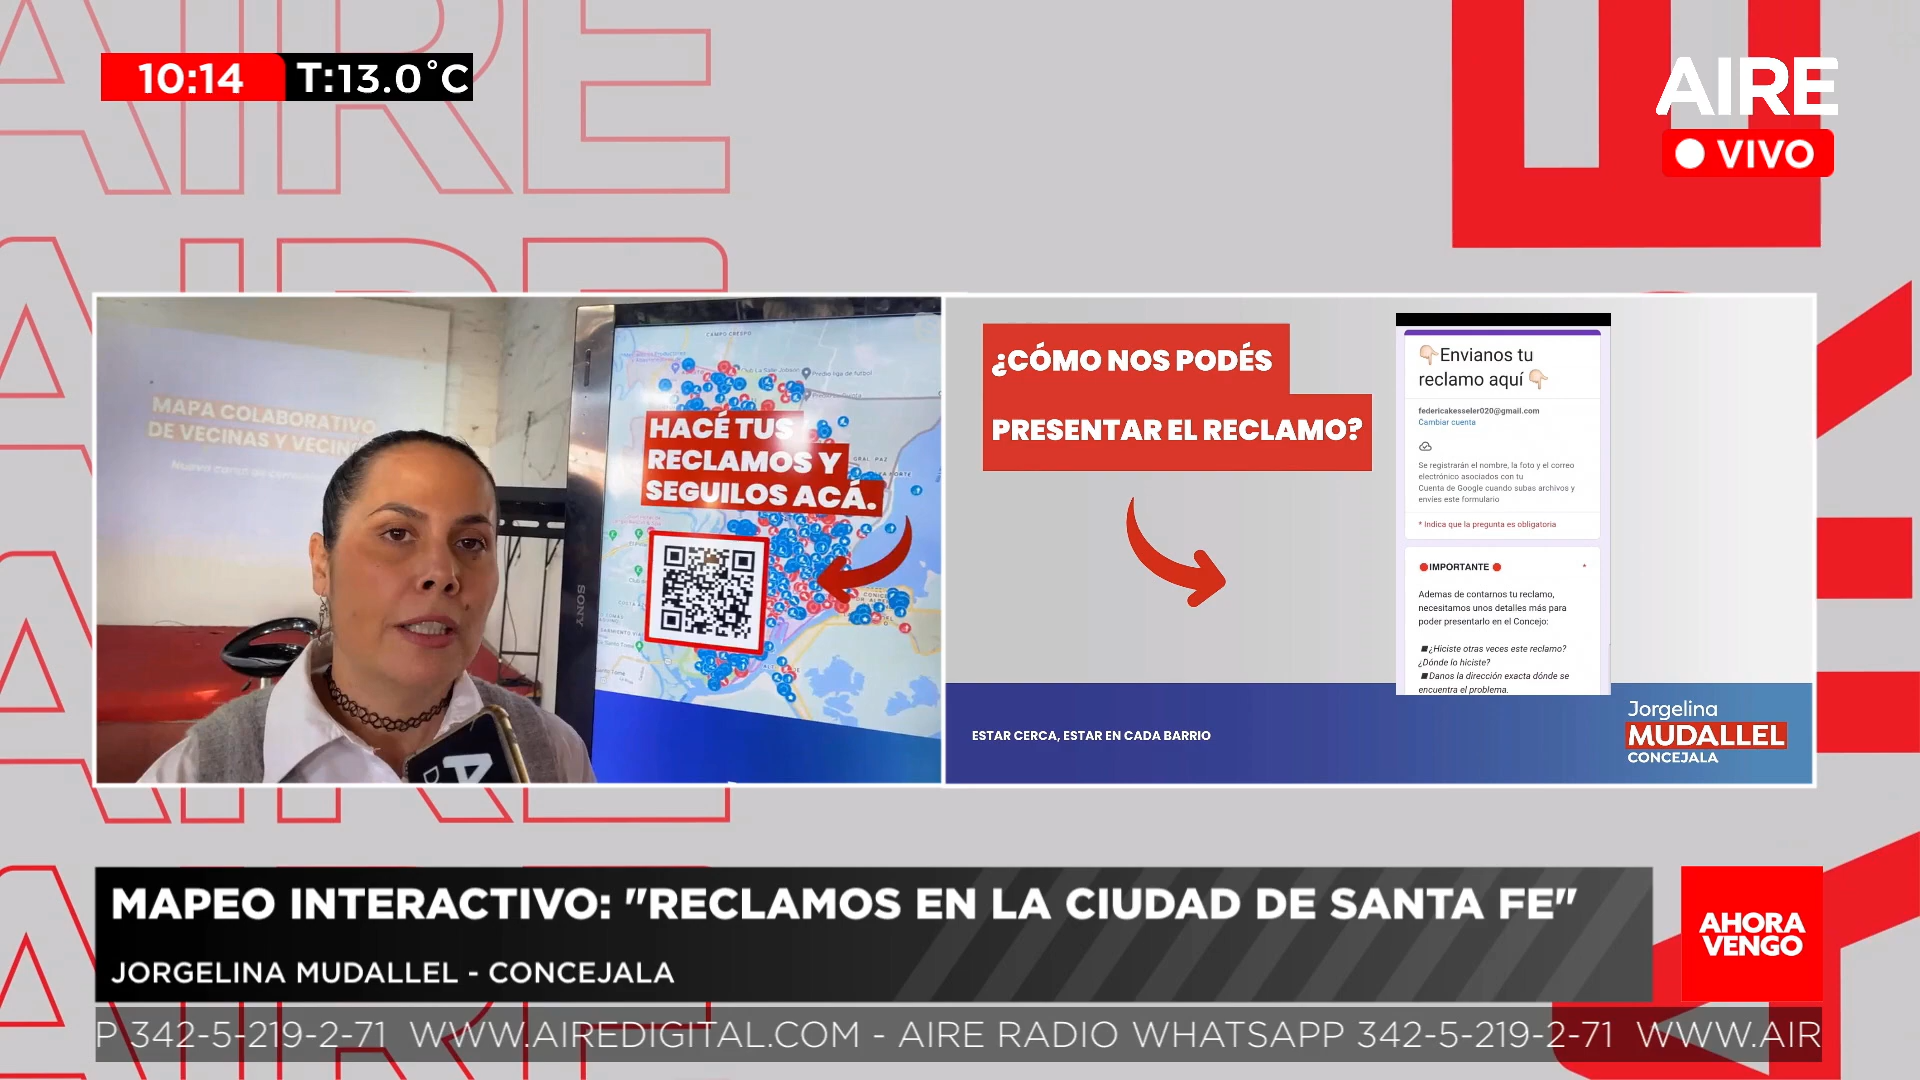 10:14
T:13.0°C
AIRE
VIVO
MAPA COLABORATIVO
DE VECINAS Y VECIN
CAMPO CRESPO
HACÉ TUS
RECLAMOS Y
SEGUILOS ACÁ.
SONY
¿CÓMO NOS PODÉS
PRESENTAR EL RECLAMO?
Envianos tu
reclamo aquí
federicakesseler020@gmail.com
Cambiar cuenta
Se registrarán el nombre, la foto y el correo
electrónico asociados con tu
Cuenta de Google cuando subas archivos y
envíes este formulario
* Indica que la pregunta es obligatoria
IMPORTANTE *
Ademas de contarnos tu reclamo,
necesitamos unos detalles más para
poder presentarlo en el Concejo:
¿Hiciste otras veces este reclamo?
¿Dónde lo hiciste?
Danos la dirección exacta dónde se
encuentra el problema.
ESTAR CERCA, ESTAR EN CADA BARRIO
Jorgelina
MUDALLEL
CONCEJALA
MAPEO INTERACTIVO: "RECLAMOS EN LA CIUDAD DE SANTA FE"
JORGELINA MUDALLEL - CONCEJALA
AHORA
VENGO
P 342-5-219-2-71 WWW.AIREDIGITAL.COM - AIRE RADIO WHATSAPP 342-5-219-2-71 WWW.AIR